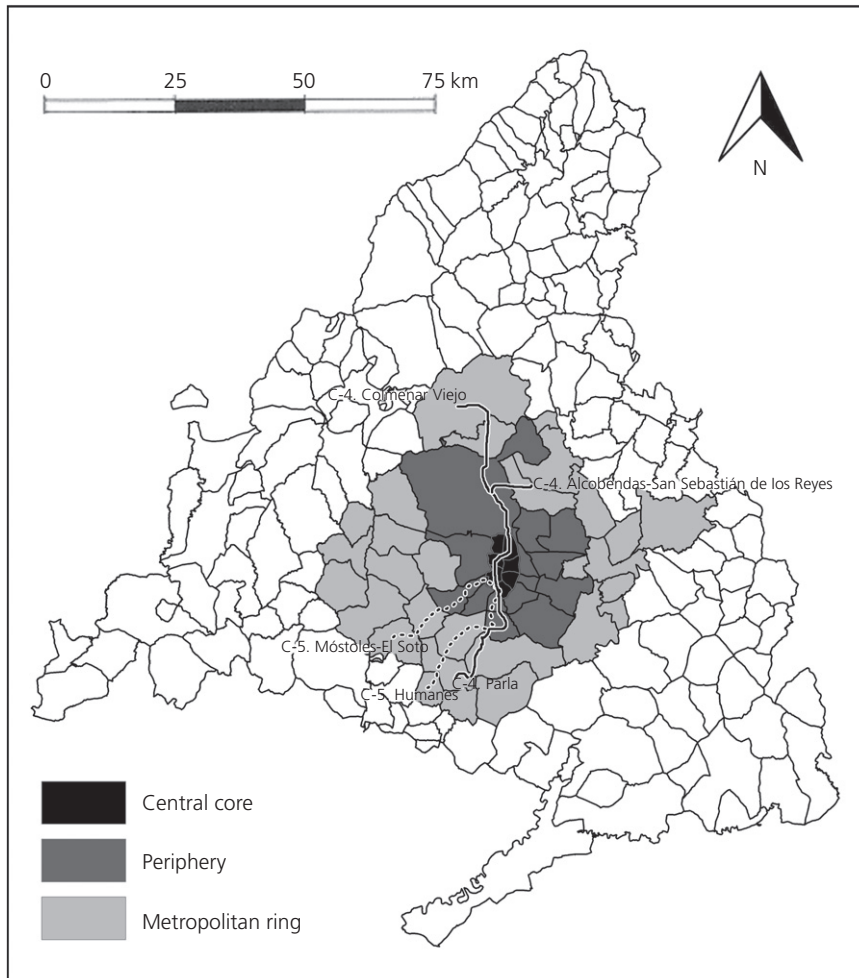 0 25 50 75 km
N
C-4. Colmenar Viejo
C-4. Alcobendas-San Sebastián de los Reyes
C-5. Móstoles-El Soto
C-4. Parla
C-5. Humanes
Central core
Periphery
Metropolitan ring